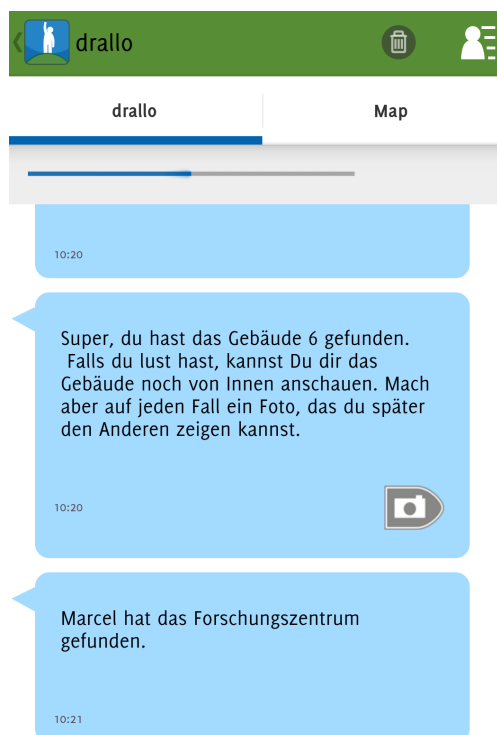 drallo
drallo Map
10:20
Super, du hast das Gebäude 6 gefunden.
Falls du lust hast, kannst Du dir das
Gebäude noch von Innen anschauen. Mach
aber auf jeden Fall ein Foto, das du später
den Anderen zeigen kannst.
10:20
Marcel hat das Forschungszentrum
gefunden.
10:21